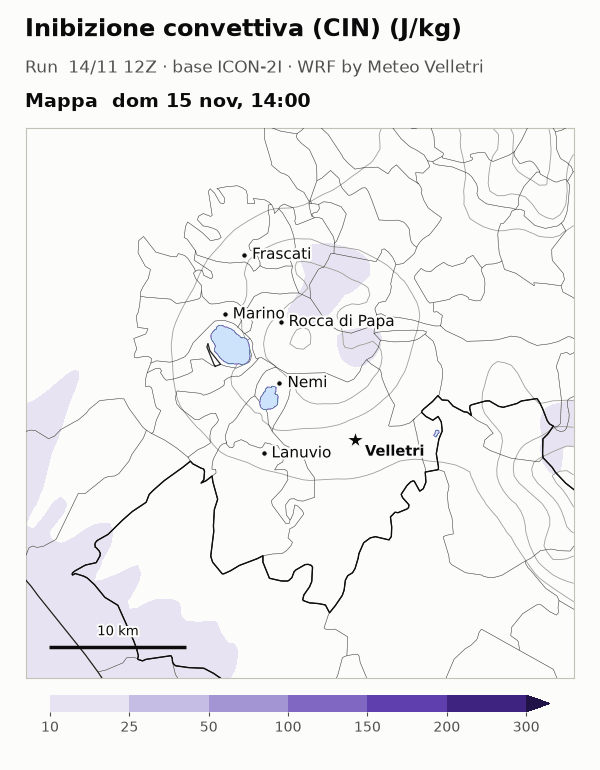 Inibizione convettiva (CIN) (J/kg)
Run 14/11 12Z · base ICON-2I · WRF by Meteo Velletri
Mappa dom 15 nov, 14:00
Frascati
Marino
Rocca di Papa
Nemi
Velletri
Lanuvio
10 km
10 25 50 100 150 200 300